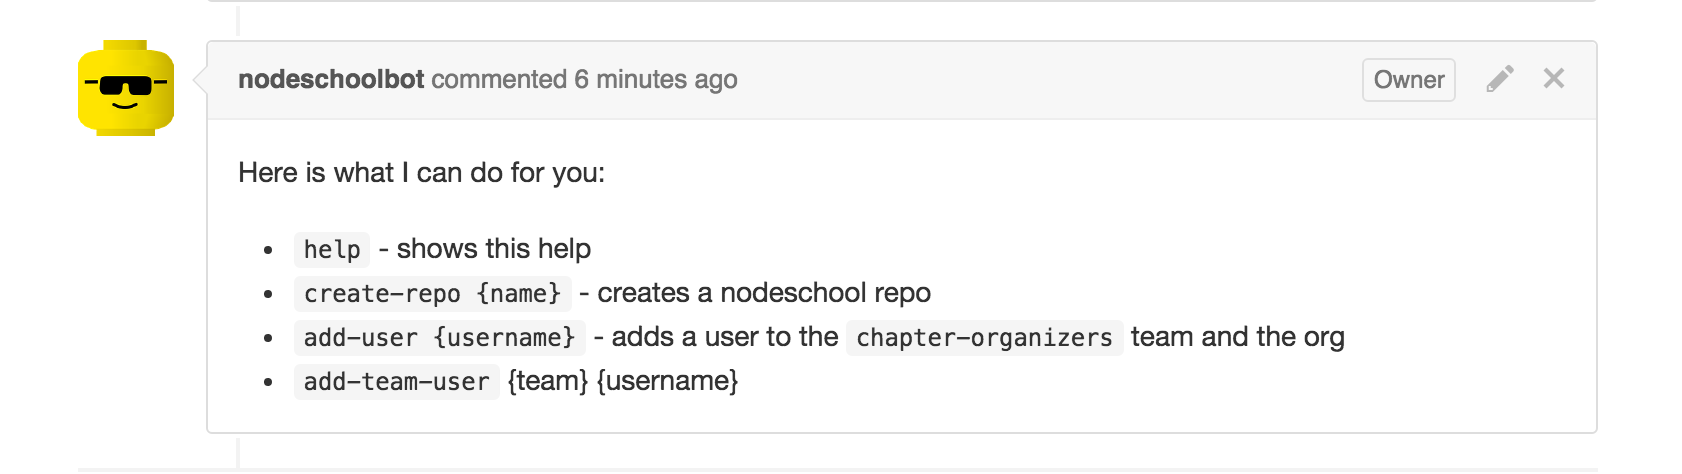 nodeschoolbot commented 6 minutes ago Owner
Here is what I can do for you:
• help - shows this help
• create-repo {name} - creates a nodeschool repo
• add-user {username} - adds a user to the chapter-organizers team and the org
• add-team-user {team} {username}